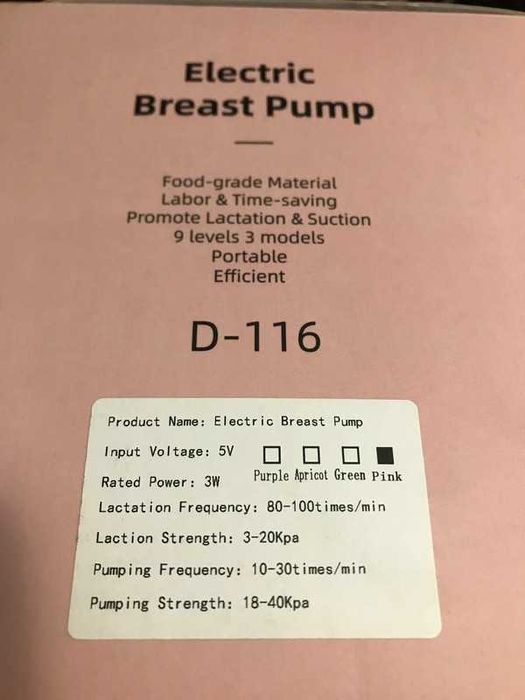 Electric
Breast Pump
Food-grade Material
Labor & Time-saving
Promote Lactation & Suction
9 levels 3 models
Portable
Efficient
D-116
Product Name: Electric Breast Pump
Input Voltage: 5V
Purple Apricot Green Pink
Rated Power: 3W
Lactation Frequency: 80-100times/min
Laction Strength: 3-20Kpa
Pumping Frequency: 10-30times/min
Pumping Strength: 18-40Kpa